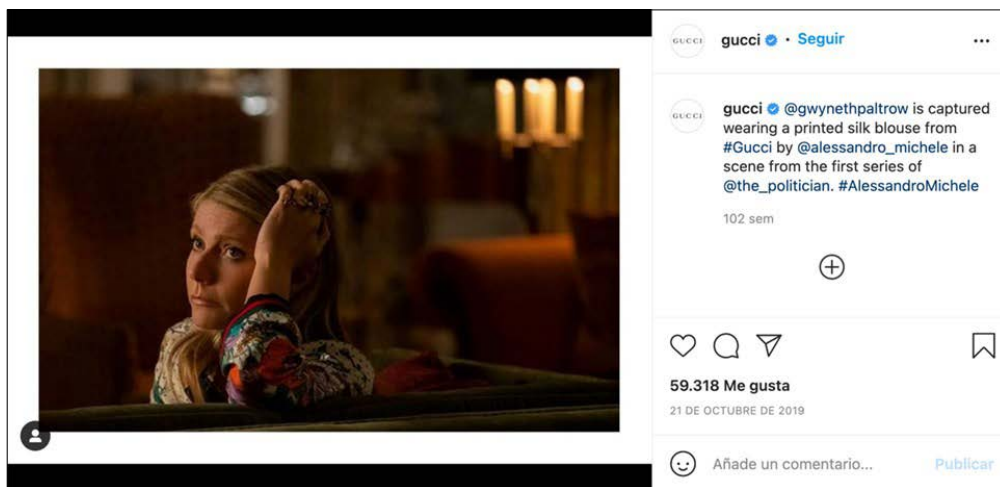 GUCCI
gucci • Seguir
GUCCI
gucci @gwynethpaltrow is captured
wearing a printed silk blouse from
#Gucci by @alessandro_michele in a
scene from the first series of
@the_politician. #AlessandroMichele
102 sem
59.318 Me gusta
21 DE OCTUBRE DE 2019
Añade un comentario...
Publicar